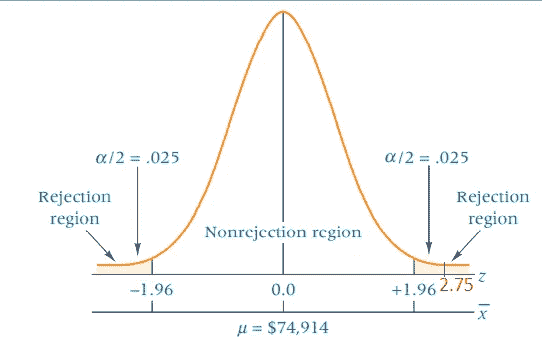 α/2 = .025
α/2 = .025
Rejection
region
Rejection
region
Nonrejection region
−1.96
0.0
+1.96
2.75
z
x̅
μ = $74,914